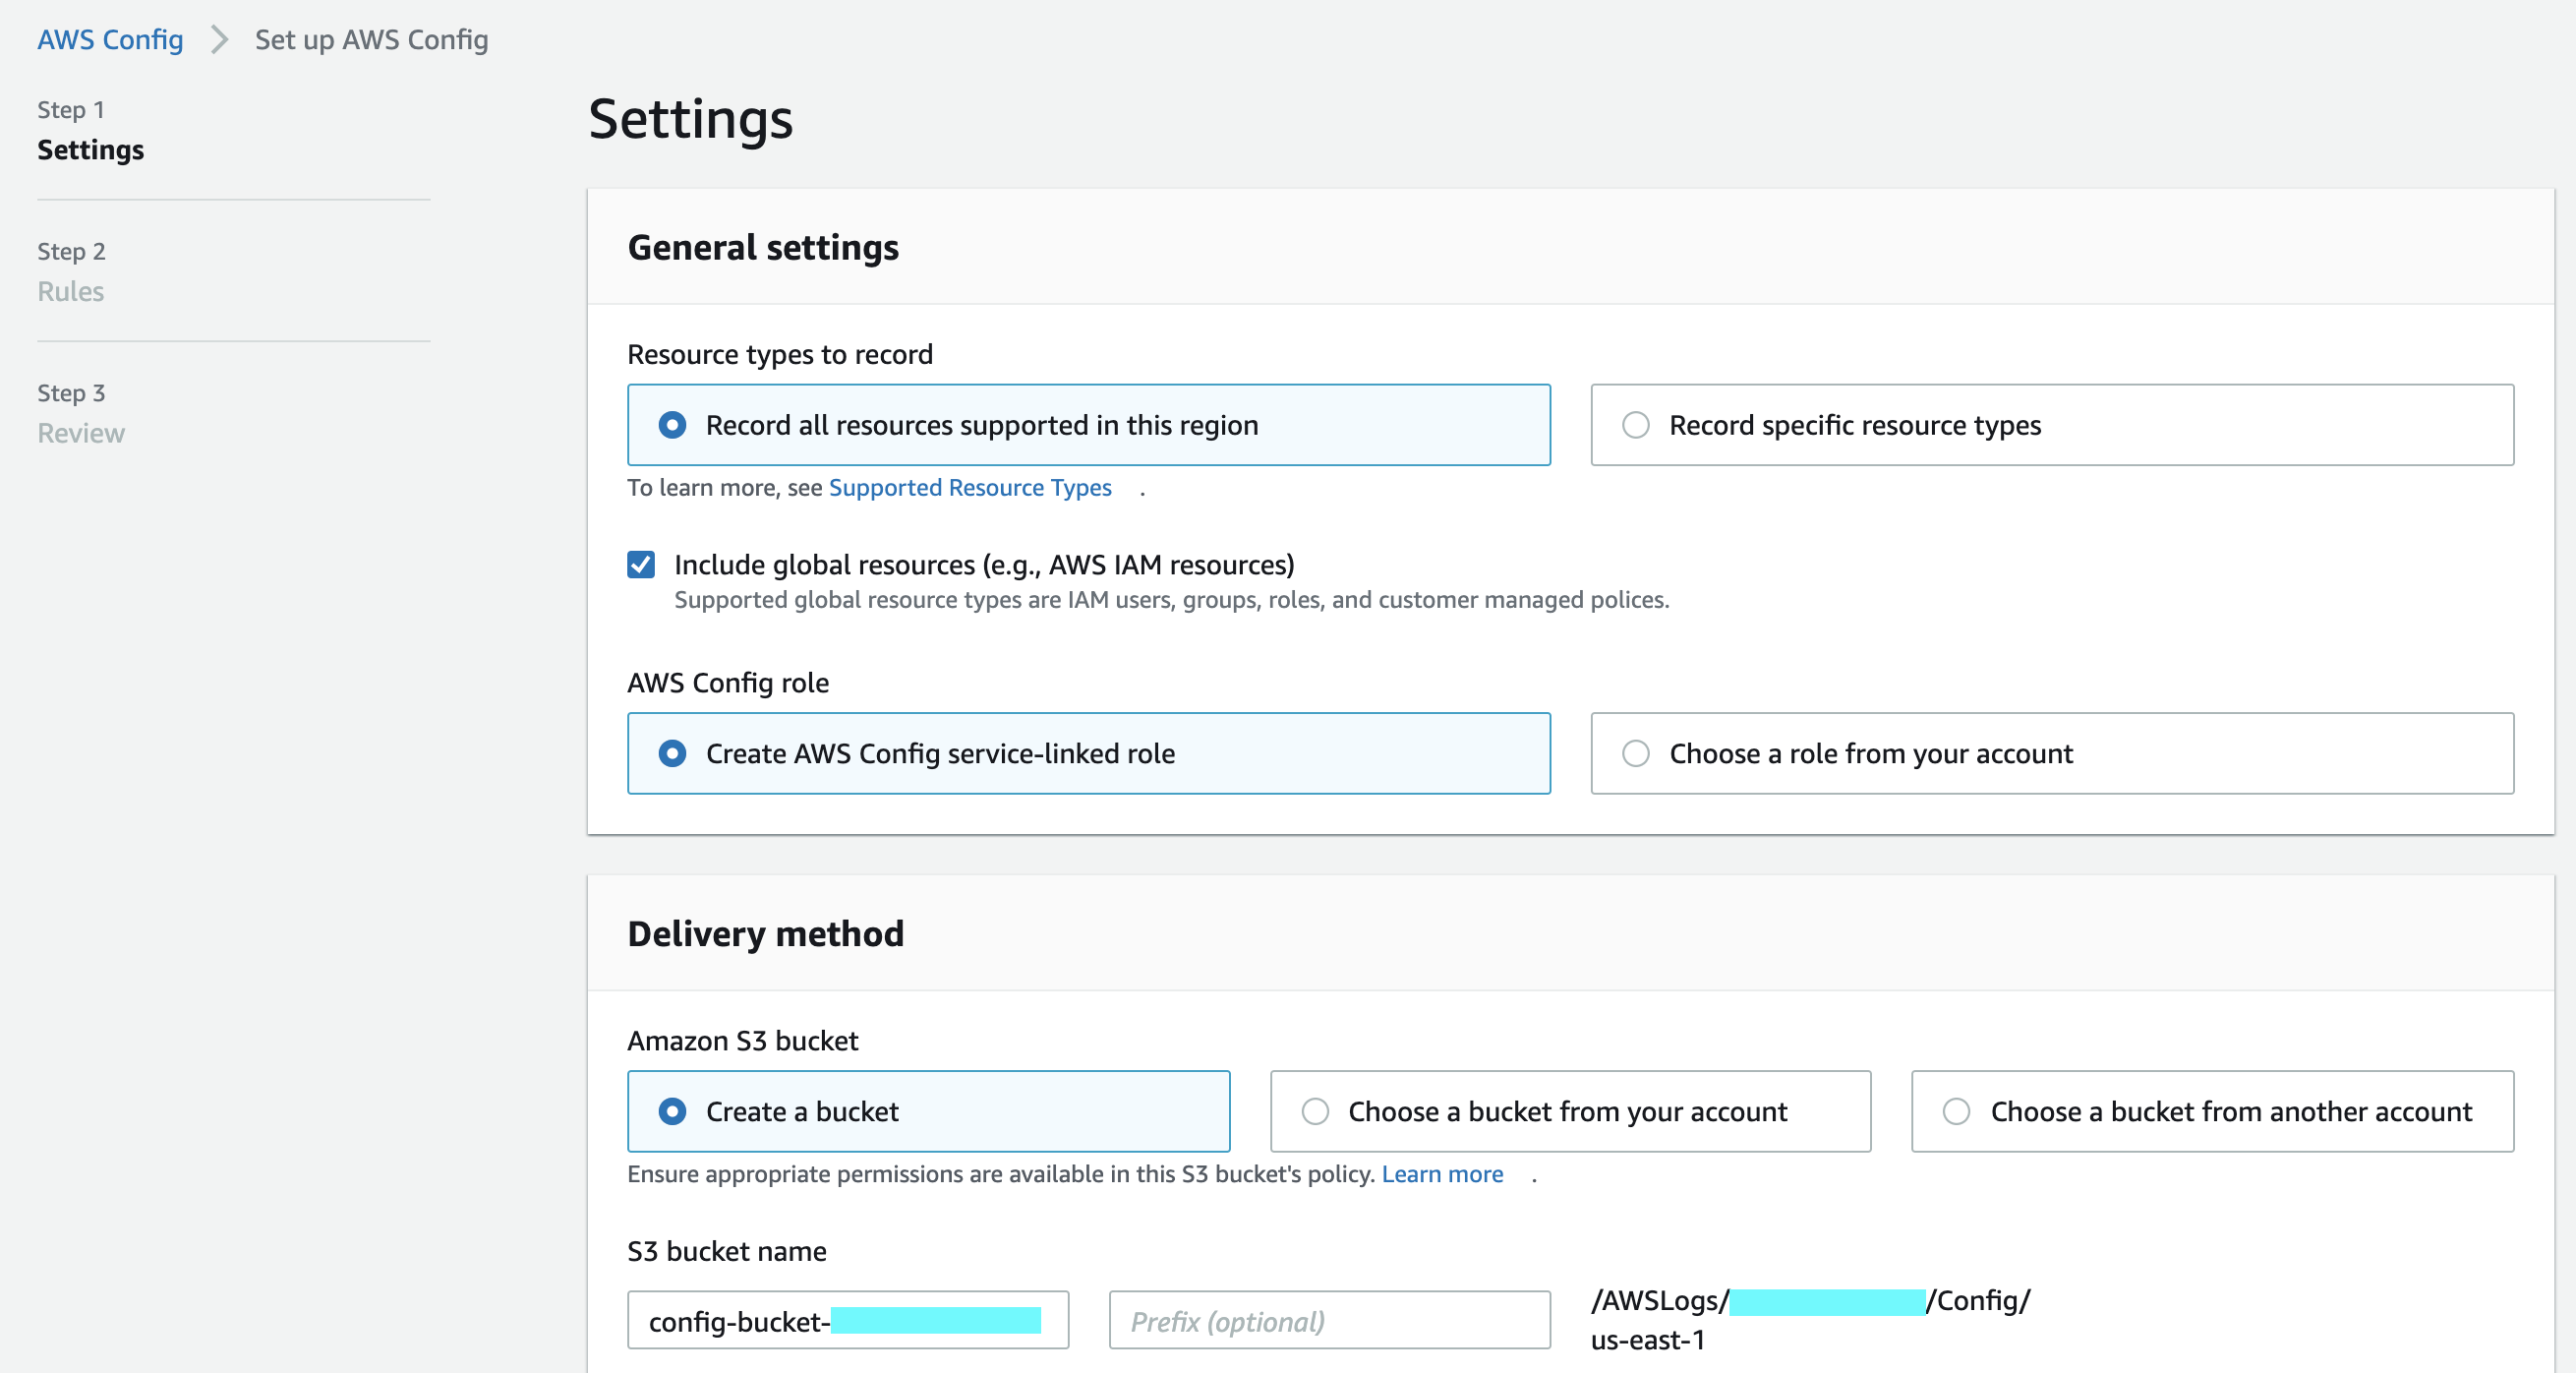 AWS Config > Set up AWS Config
Step 1
Settings
Step 2
Rules
Step 3
Review
Settings
General settings
Resource types to record
Record all resources supported in this region
Record specific resource types
To learn more, see Supported Resource Types .
Include global resources (e.g., AWS IAM resources)
Supported global resource types are IAM users, groups, roles, and customer managed polices.
AWS Config role
Create AWS Config service-linked role
Choose a role from your account
Delivery method
Amazon S3 bucket
Create a bucket
Choose a bucket from your account
Choose a bucket from another account
Ensure appropriate permissions are available in this S3 bucket's policy. Learn more .
S3 bucket name
config-bucket-
Prefix (optional)
/AWSLogs/ /Config/
us-east-1